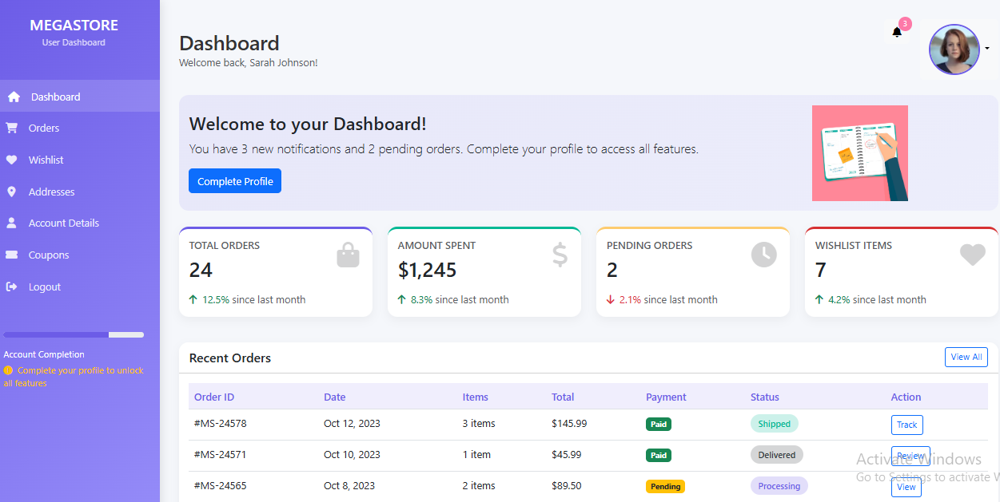 MEGASTORE
User Dashboard
Dashboard
Orders
Wishlist
Addresses
Account Details
Coupons
Logout
Account Completion
Complete your profile to unlock
all features
Dashboard
Welcome back, Sarah Johnson!
3
Welcome to your Dashboard!
You have 3 new notifications and 2 pending orders. Complete your profile to access all features.
Complete Profile
TOTAL ORDERS
24
12.5% since last month
AMOUNT SPENT
$1,245
8.3% since last month
PENDING ORDERS
2
2.1% since last month
WISHLIST ITEMS
7
4.2% since last month
Recent Orders View All
Order ID Date Items Total Payment Status Action
#MS-24578 Oct 12, 2023 3 items $145.99 Paid Shipped Track
#MS-24571 Oct 10, 2023 1 item $45.99 Paid Delivered Review
#MS-24565 Oct 8, 2023 2 items $89.50 Pending Processing View
Activate Windows
Go to Settings to activate W